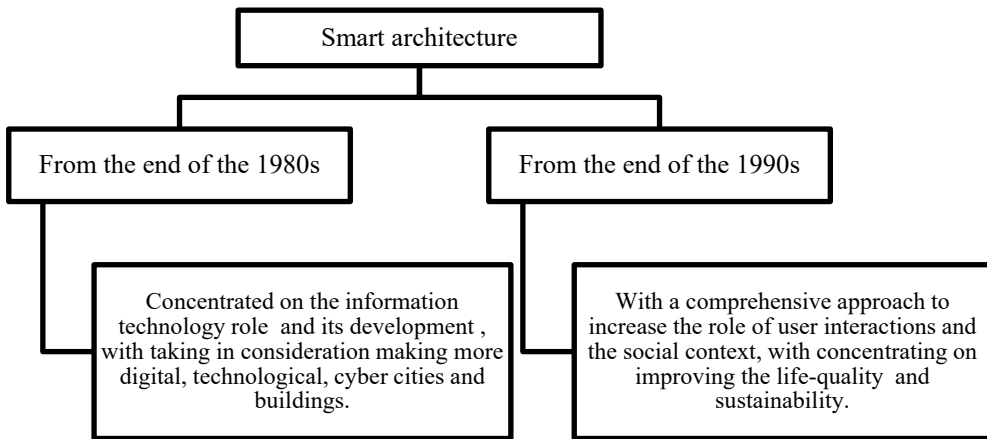 Smart architecture
From the end of the 1980s
From the end of the 1990s
Concentrated on the information
technology role  and its development ,
with taking in consideration making more
digital, technological, cyber cities and
buildings.
With a comprehensive approach to
increase the role of user interactions and
the social context, with concentrating on
improving the life-quality  and
sustainability.